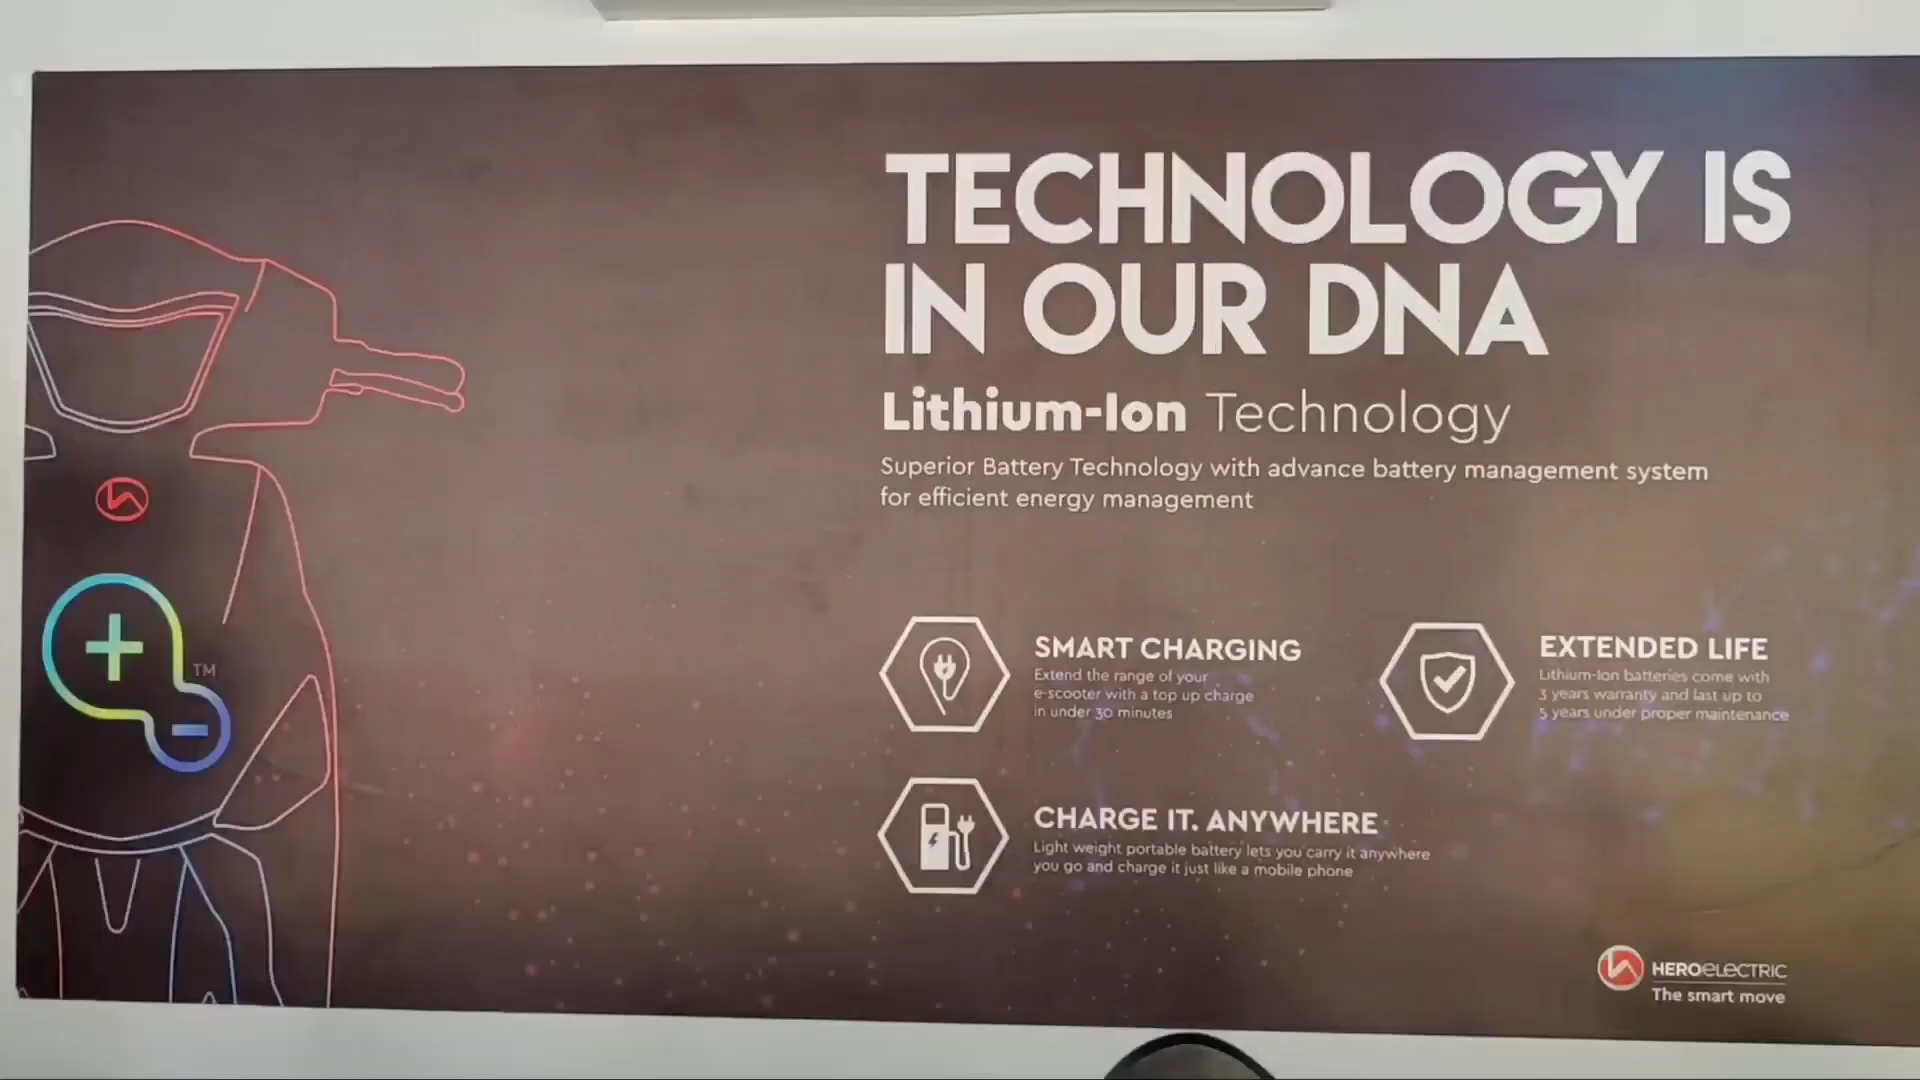 TECHNOLOGY IS
IN OUR DNA
Lithium-Ion Technology
Superior Battery Technology with advance battery management system
for efficient energy management
TM
SMART CHARGING
Extend the range of your
e-scooter with a top up charge
in under 30 minutes
EXTENDED LIFE
Lithium-Ion batteries come with
3 years warranty and last up to
5 years under proper maintenance
CHARGE IT. ANYWHERE
Light weight portable battery lets you carry it anywhere
you go and charge it just like a mobile phone
HEROELECTRIC
The smart move